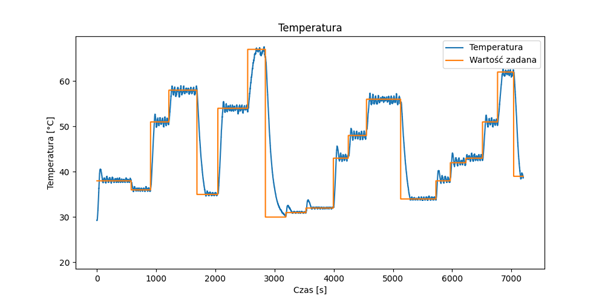 Temperatura
Temperatura
Wartość zadana
60
50
40
30
20
Temperatura [°C]
0
1000
2000
3000
4000
5000
6000
7000
Czas [s]